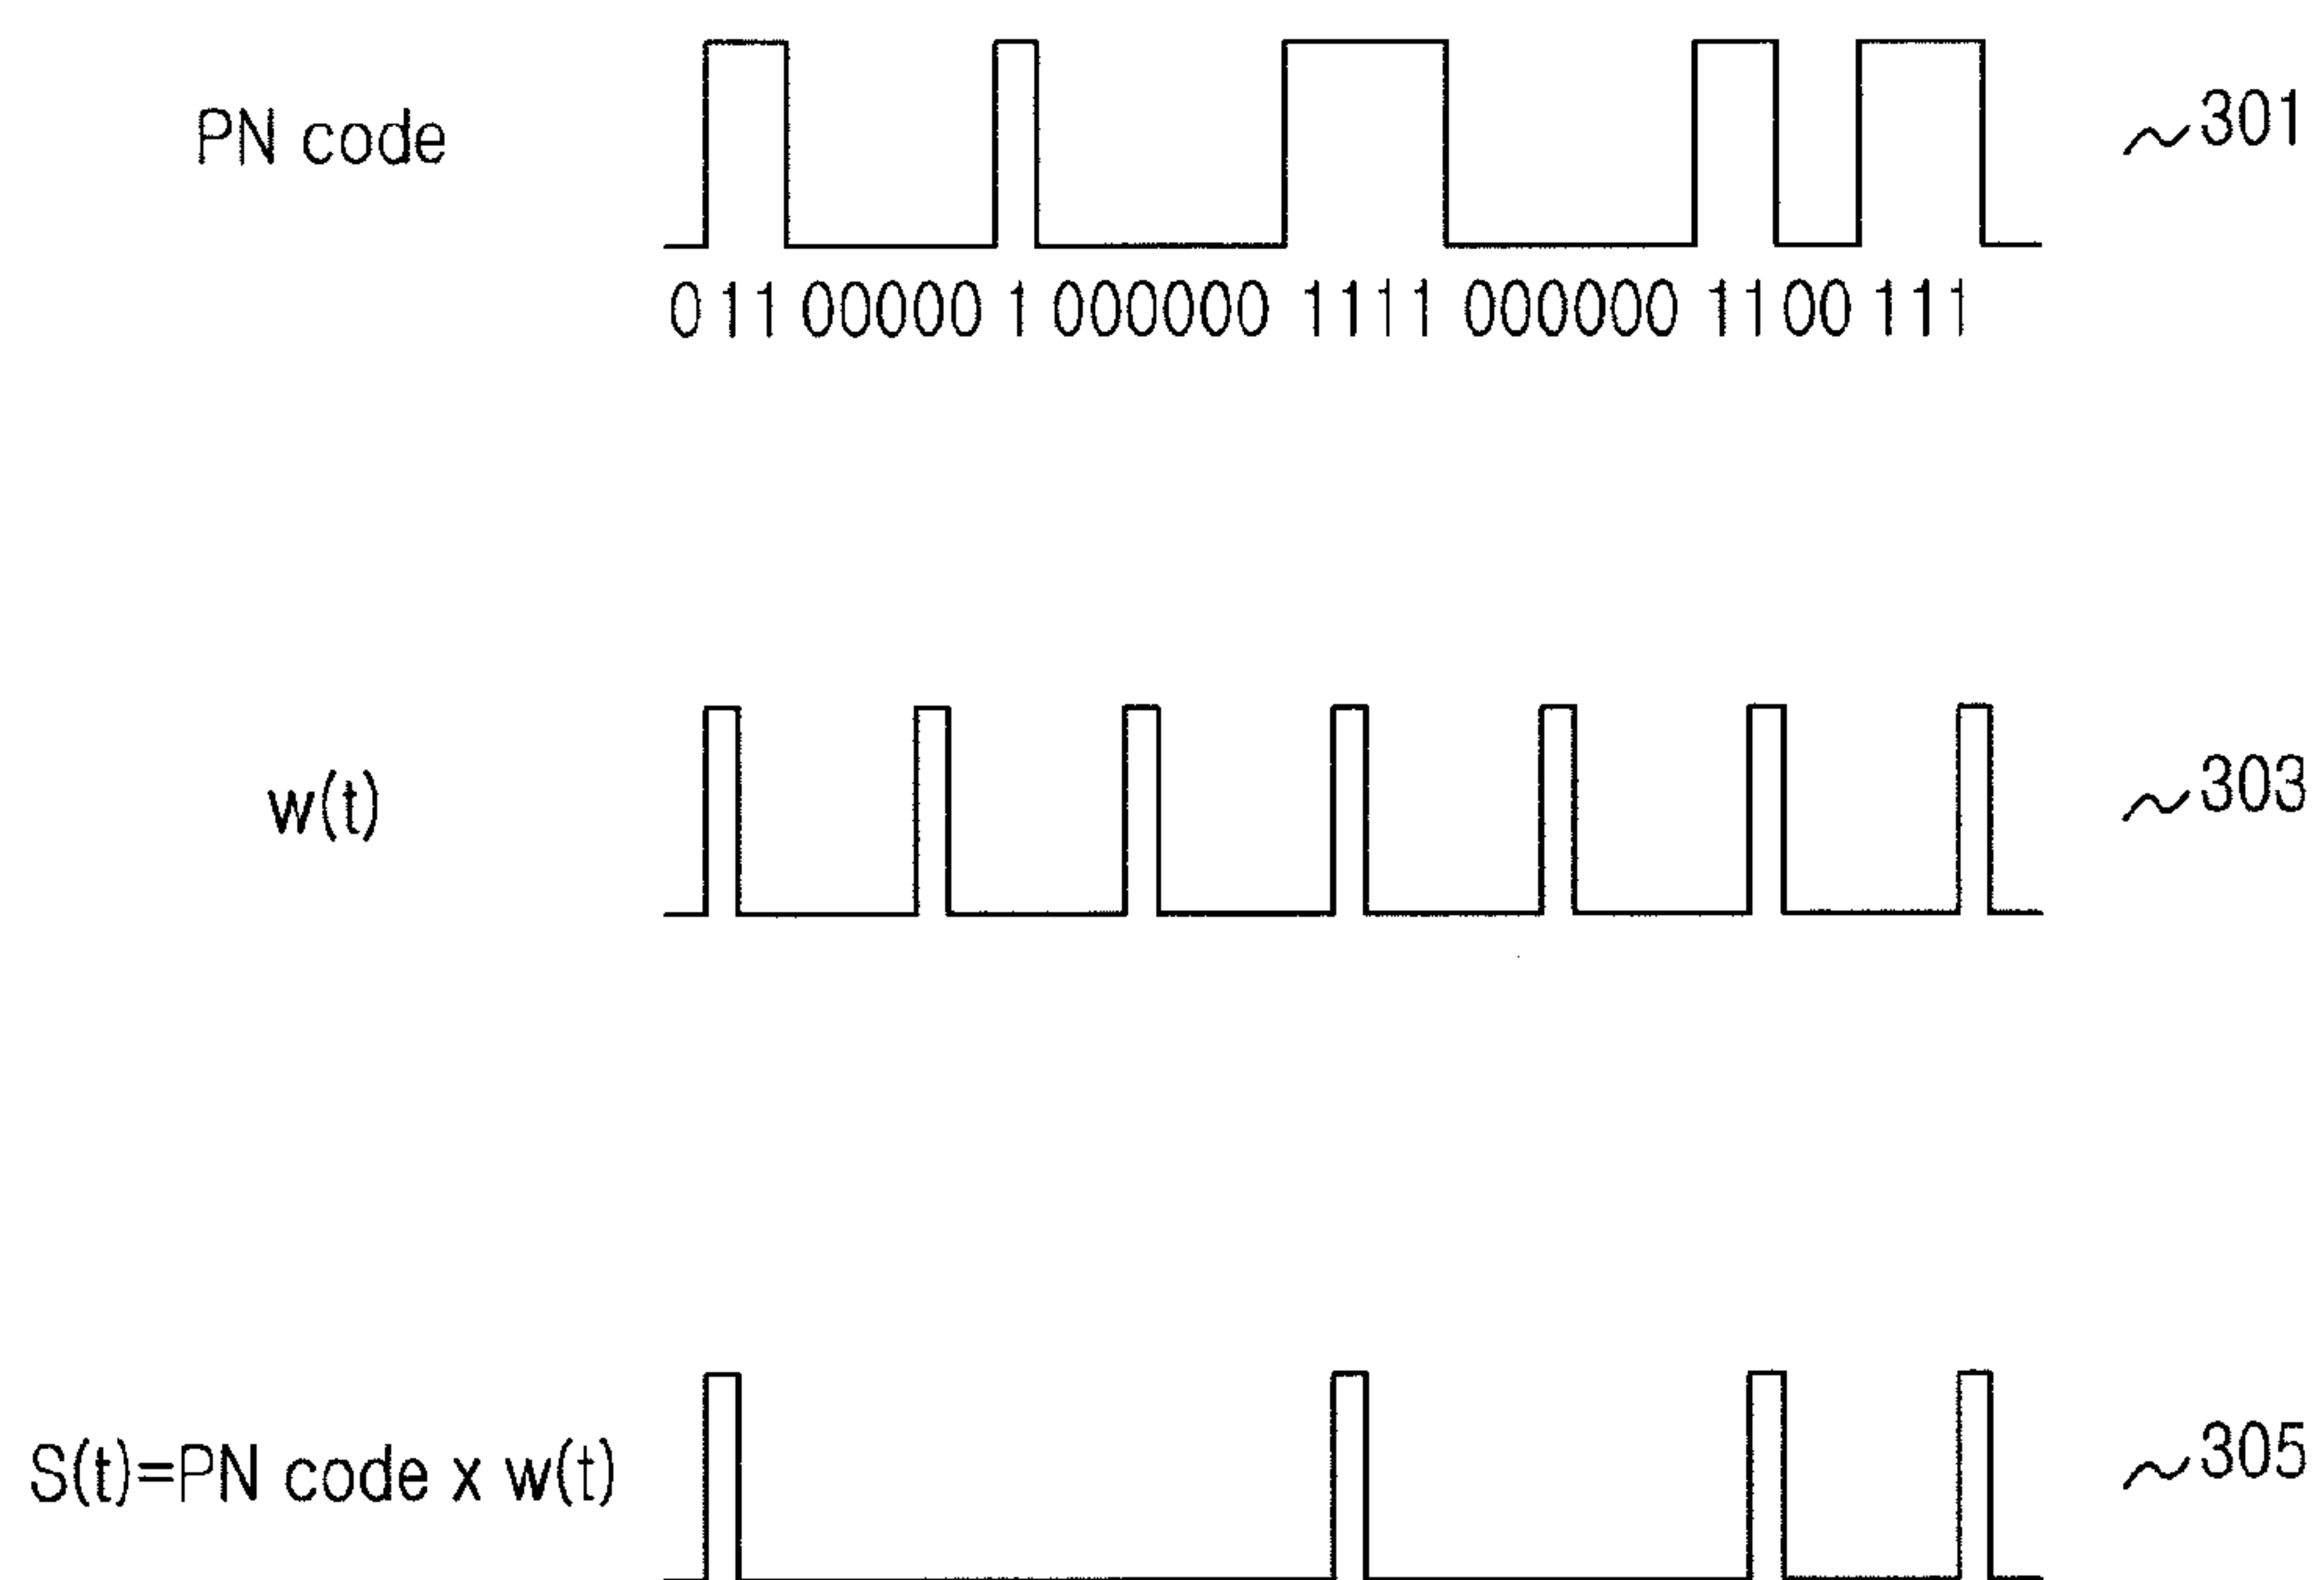 PN code
301
0 11 00000 1 000000 1111 000000 1100 111
w(t)
303
S(t)=PN code x w(t)
305